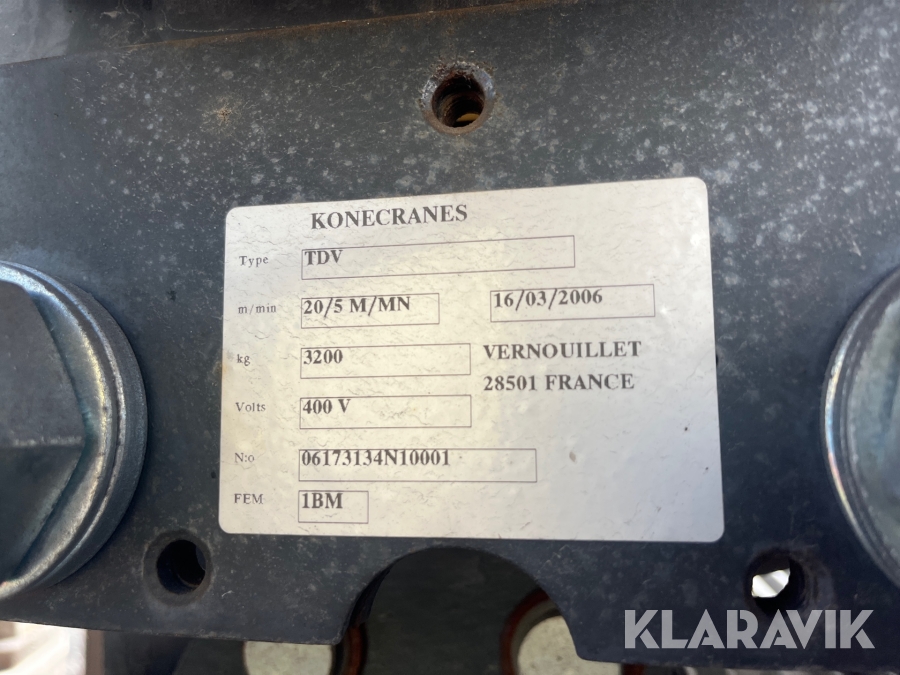 KONECRANES
Type TDV
m/min 20/5 M/MN 16/03/2006
kg 3200 VERNOUILLET
28501 FRANCE
Volts 400 V
N:o 06173134N10001
FEM 1BM
KLARAVIK